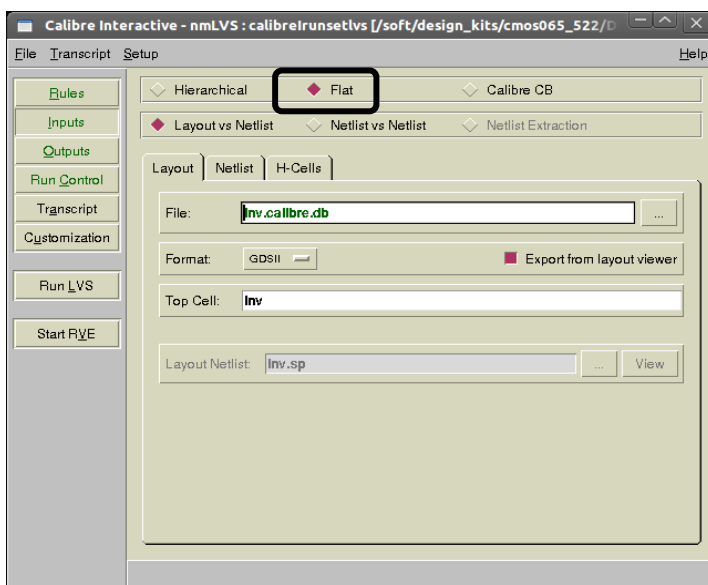 Calibre Interactive - nmLVS : calibrelrunsetlvs [/soft/design_kits/cmos065_522/D
File Transcript Setup Help
Rules
Inputs
Outputs
Run Control
Transcript
Customization
Run LVS
Start RVE
Hierarchical Flat Calibre CB
Layout vs Netlist Netlist vs Netlist Netlist Extraction
Layout Netlist H-Cells
File: Inv.calibre.db ...
Format: GDSII Export from layout viewer
Top Cell: Inv
Layout Netlist: Inv.sp ... View